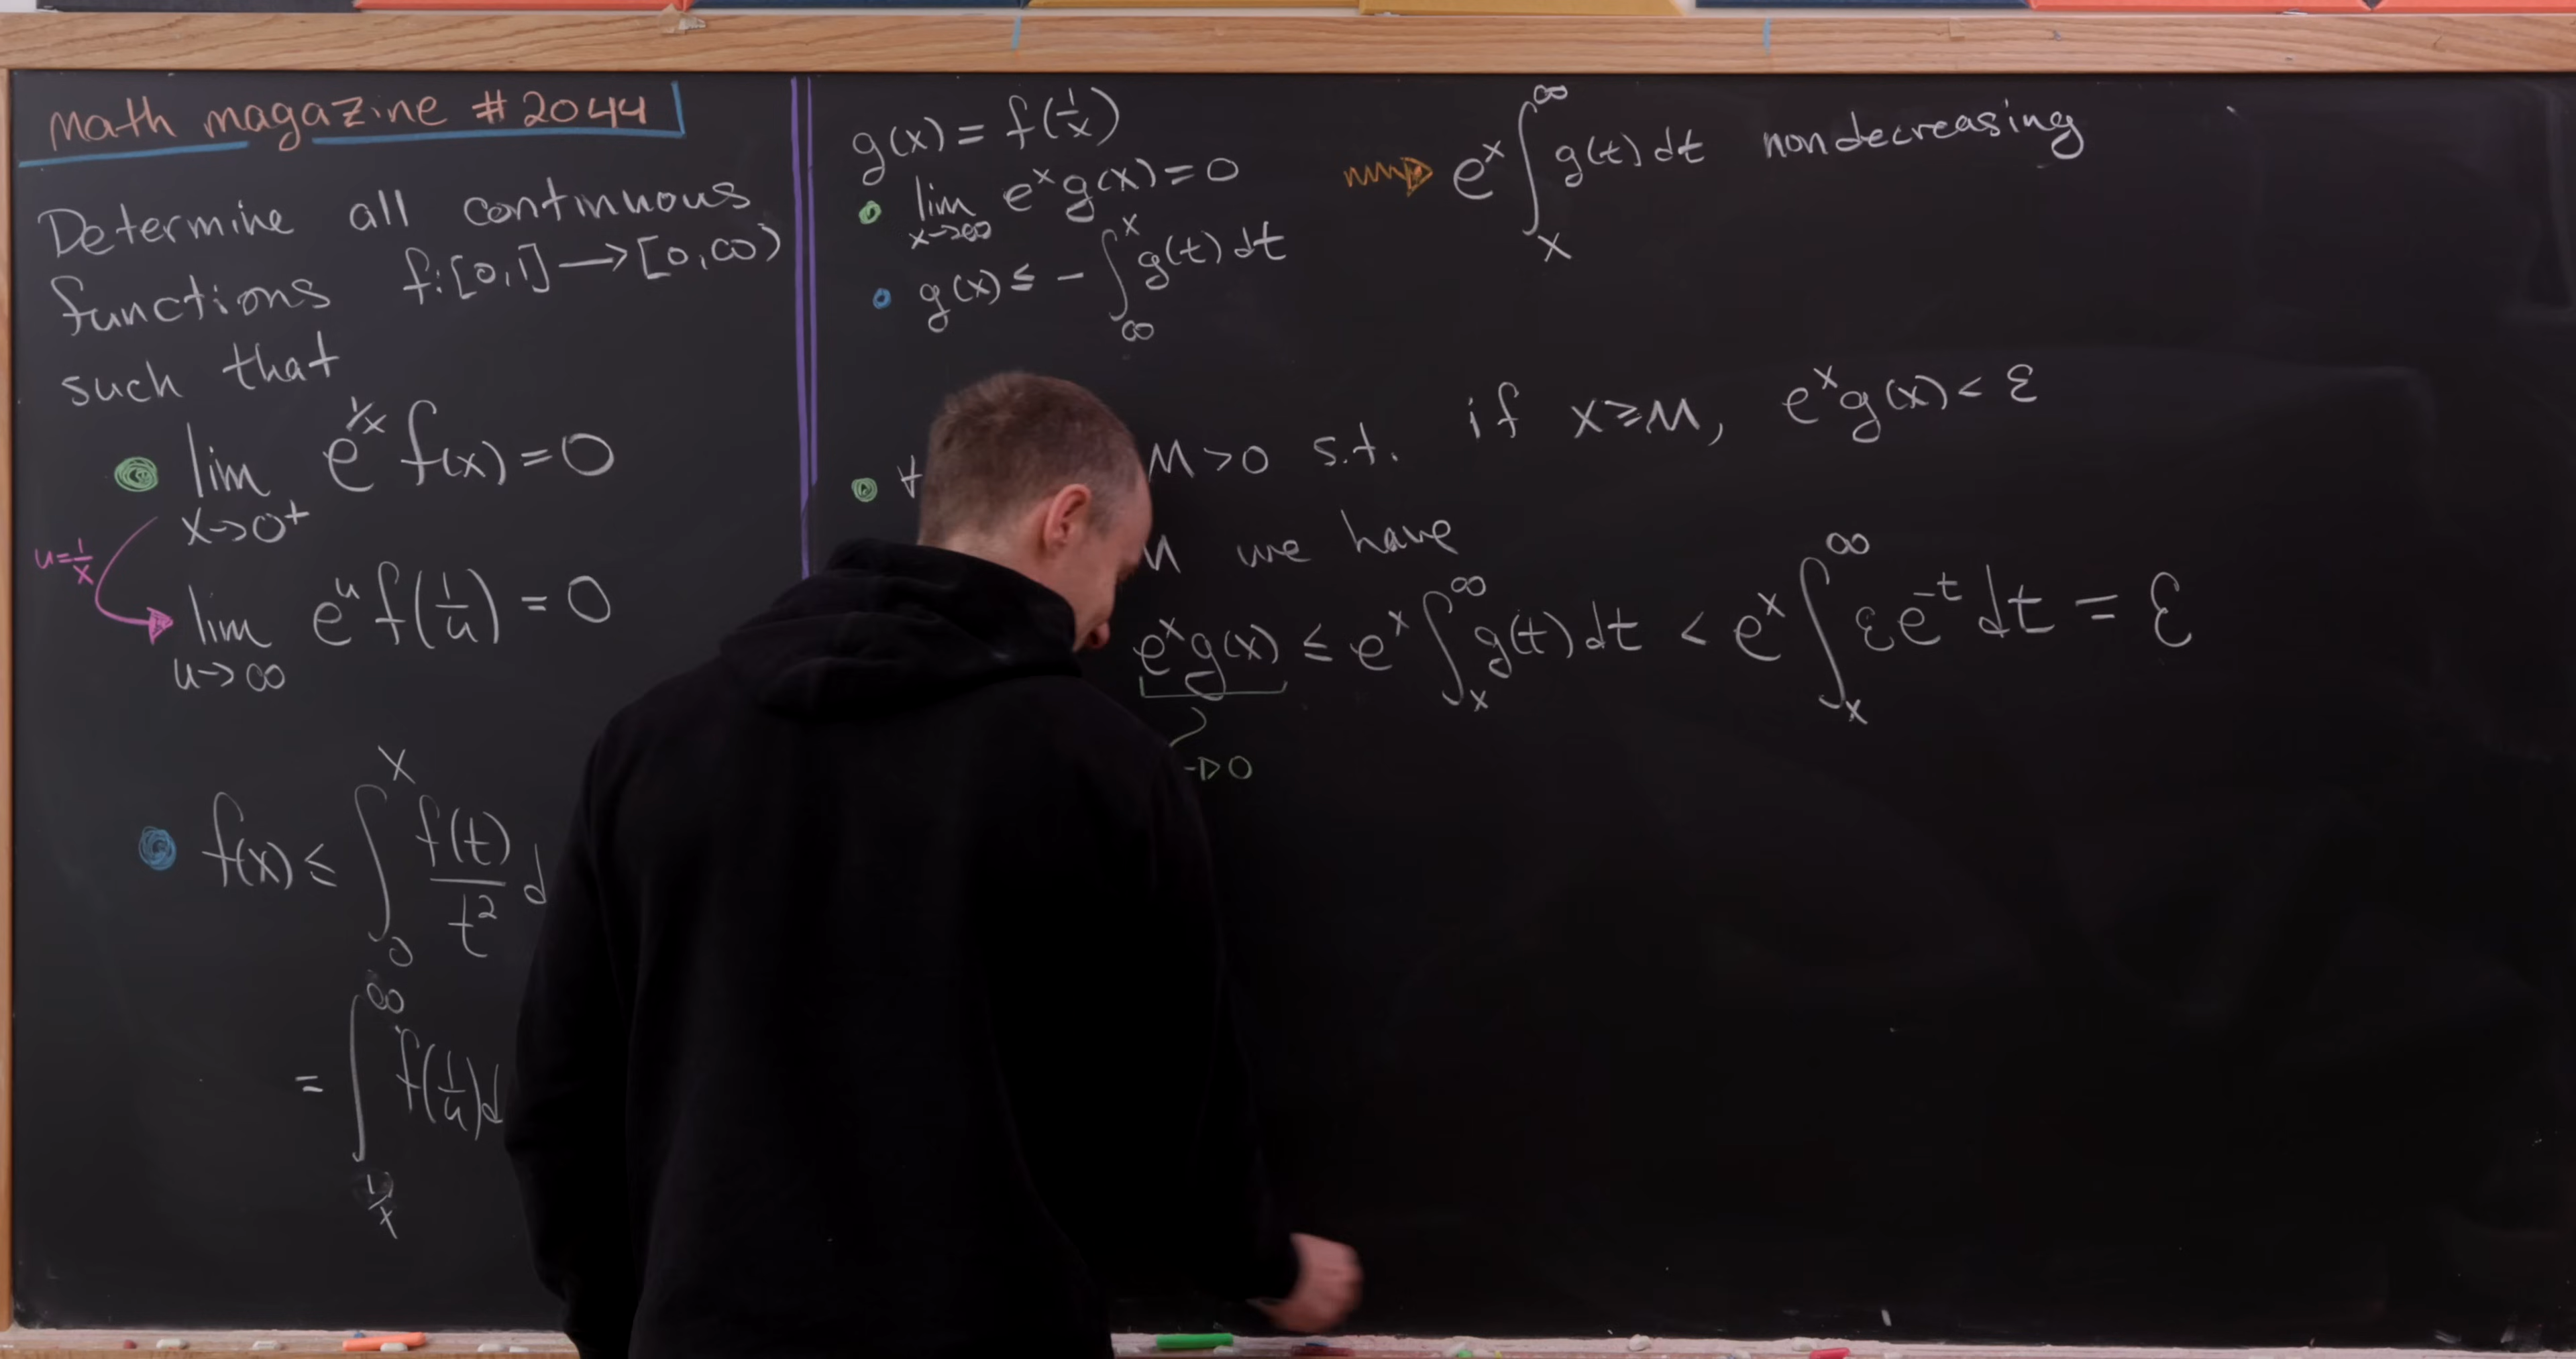 Math magazine #2044
Determine all continuous
functions f:[0,1]→[0,∞)
such that
lim x→0⁺ e^{1/x} f(x) = 0
u = 1/x
lim u→∞ e^u f(1/u) = 0
f(x) ≤ ∫_0^x f(t)/t² d
= ∫_{1/x}^∞ f(1/u) d
g(x) = f(1/x)
lim x→∞ e^x g(x) = 0
g(x) ≤ - ∫_∞^x g(t) dt
e^x ∫_x^∞ g(t) dt nondecreasing
∀ M > 0 s.t. if x ≥ M, e^x g(x) < ε
M we have
e^x g(x) ≤ e^x ∫_x^∞ g(t) dt < e^x ∫_x^∞ εe^{-t} dt = ε
→ 0